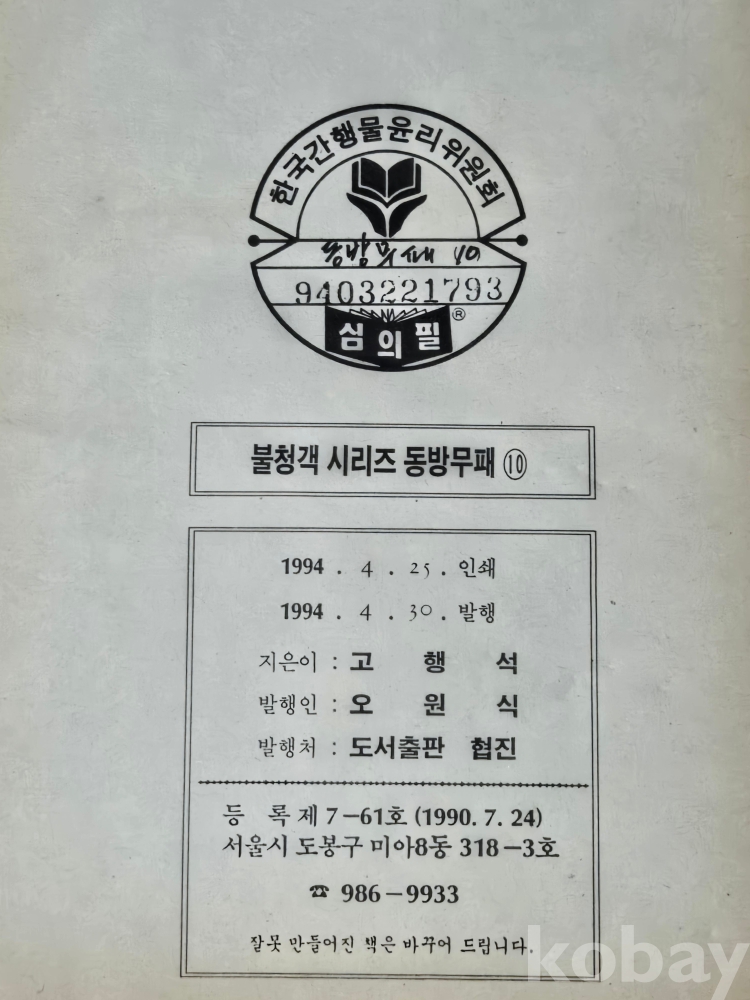 한국간행물윤리위원회
동방무패 10
9403221793
심의필 ®
불청객 시리즈 동방무패 ⑩
1994 . 4 . 25 . 인쇄
1994 . 4 . 30 . 발행
지은이 : 고 행 석
발행인 : 오 원 식
발행처 : 도서출판 협진
등 록 제 7-61호 (1990. 7. 24)
서울시 도봉구 미아8동 318-3호
☎ 986-9933
잘못 만들어진 책은 바꾸어 드립니다.
kobay